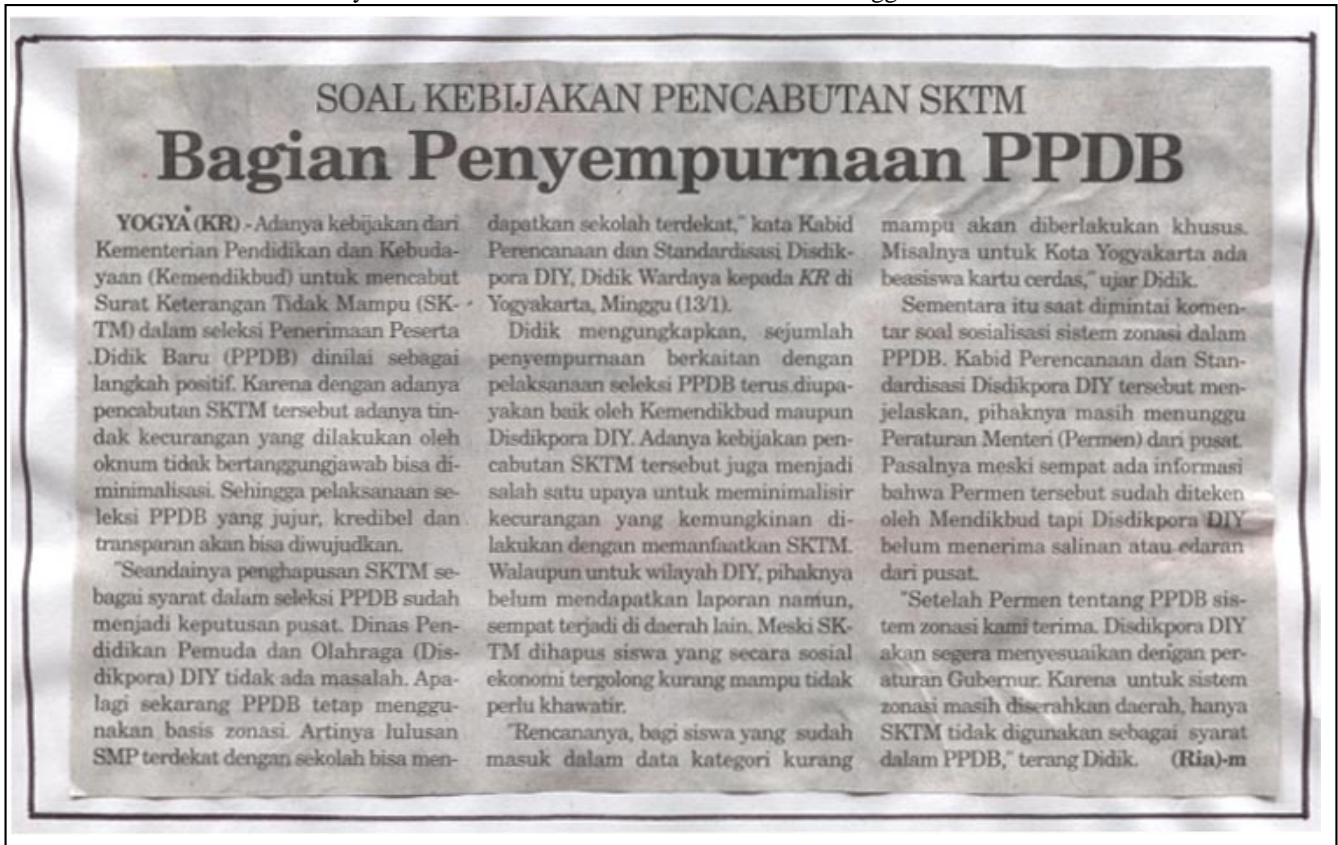 SOAL KEBIJAKAN PENCABUTAN SKTM
Bagian Penyempurnaan PPDB
YOGYA (KR) - Adanya kebijakan dari
Kementerian Pendidikan dan Kebuda-
yaan (Kemendikbud) untuk mencabut
Surat Keterangan Tidak Mampu (SK-
TM) dalam seleksi Penerimaan Peserta
Didik Baru (PPDB) dinilai sebagai
langkah positif. Karena dengan adanya
pencabutan SKTM tersebut adanya tin-
dak kecurangan yang dilakukan oleh
oknum tidak bertanggungjawab bisa di-
minimalisasi. Sehingga pelaksanaan se-
leksi PPDB yang jujur, kredibel dan
transparan akan bisa diwujudkan.
"Seandainya penghapusan SKTM se-
bagai syarat dalam seleksi PPDB sudah
menjadi keputusan pusat. Dinas Pen-
didikan Pemuda dan Olahraga (Dis-
dikpora) DIY tidak ada masalah. Apa-
lagi sekarang PPDB tetap menggu-
nakan basis zonasi. Artinya lulusan
SMP terdekat dengan sekolah bisa men-
dapatkan sekolah terdekat," kata Kabid
Perencanaan dan Standardisasi Disdik-
pora DIY, Didik Wardaya kepada KR di
Yogyakarta, Minggu (13/1).
Didik mengungkapkan, sejumlah
penyempurnaan berkaitan dengan
pelaksanaan seleksi PPDB terus diupa-
yakan baik oleh Kemendikbud maupun
Disdikpora DIY. Adanya kebijakan pen-
cabutan SKTM tersebut juga menjadi
salah satu upaya untuk meminimalisir
kecurangan yang kemungkinan di-
lakukan dengan memanfaatkan SKTM.
Walaupun untuk wilayah DIY, pihaknya
belum mendapatkan laporan namun,
sempat terjadi di daerah lain. Meski SK-
TM dihapus siswa yang secara sosial
ekonomi tergolong kurang mampu tidak
perlu khawatir.
"Rencananya, bagi siswa yang sudah
masuk dalam data kategori kurang
mampu akan diberlakukan khusus.
Misalnya untuk Kota Yogyakarta ada
beasiswa kartu cerdas," ujar Didik.
Sementara itu saat dimintai komen-
tar soal sosialisasi sistem zonasi dalam
PPDB. Kabid Perencanaan dan Stan-
dardisasi Disdikpora DIY tersebut men-
jelaskan, pihaknya masih menunggu
Peraturan Menteri (Permen) dari pusat.
Pasalnya meski sempat ada informasi
bahwa Permen tersebut sudah diteken
oleh Mendikbud tapi Disdikpora DIY
belum menerima salinan atau edaran
dari pusat.
"Setelah Permen tentang PPDB sis-
tem zonasi kami terima. Disdikpora DIY
akan segera menyesuaikan dengan per-
aturan Gubernur. Karena untuk sistem
zonasi masih diserahkan daerah, hanya
SKTM tidak digunakan sebagai syarat
dalam PPDB," terang Didik. (Ria)-m